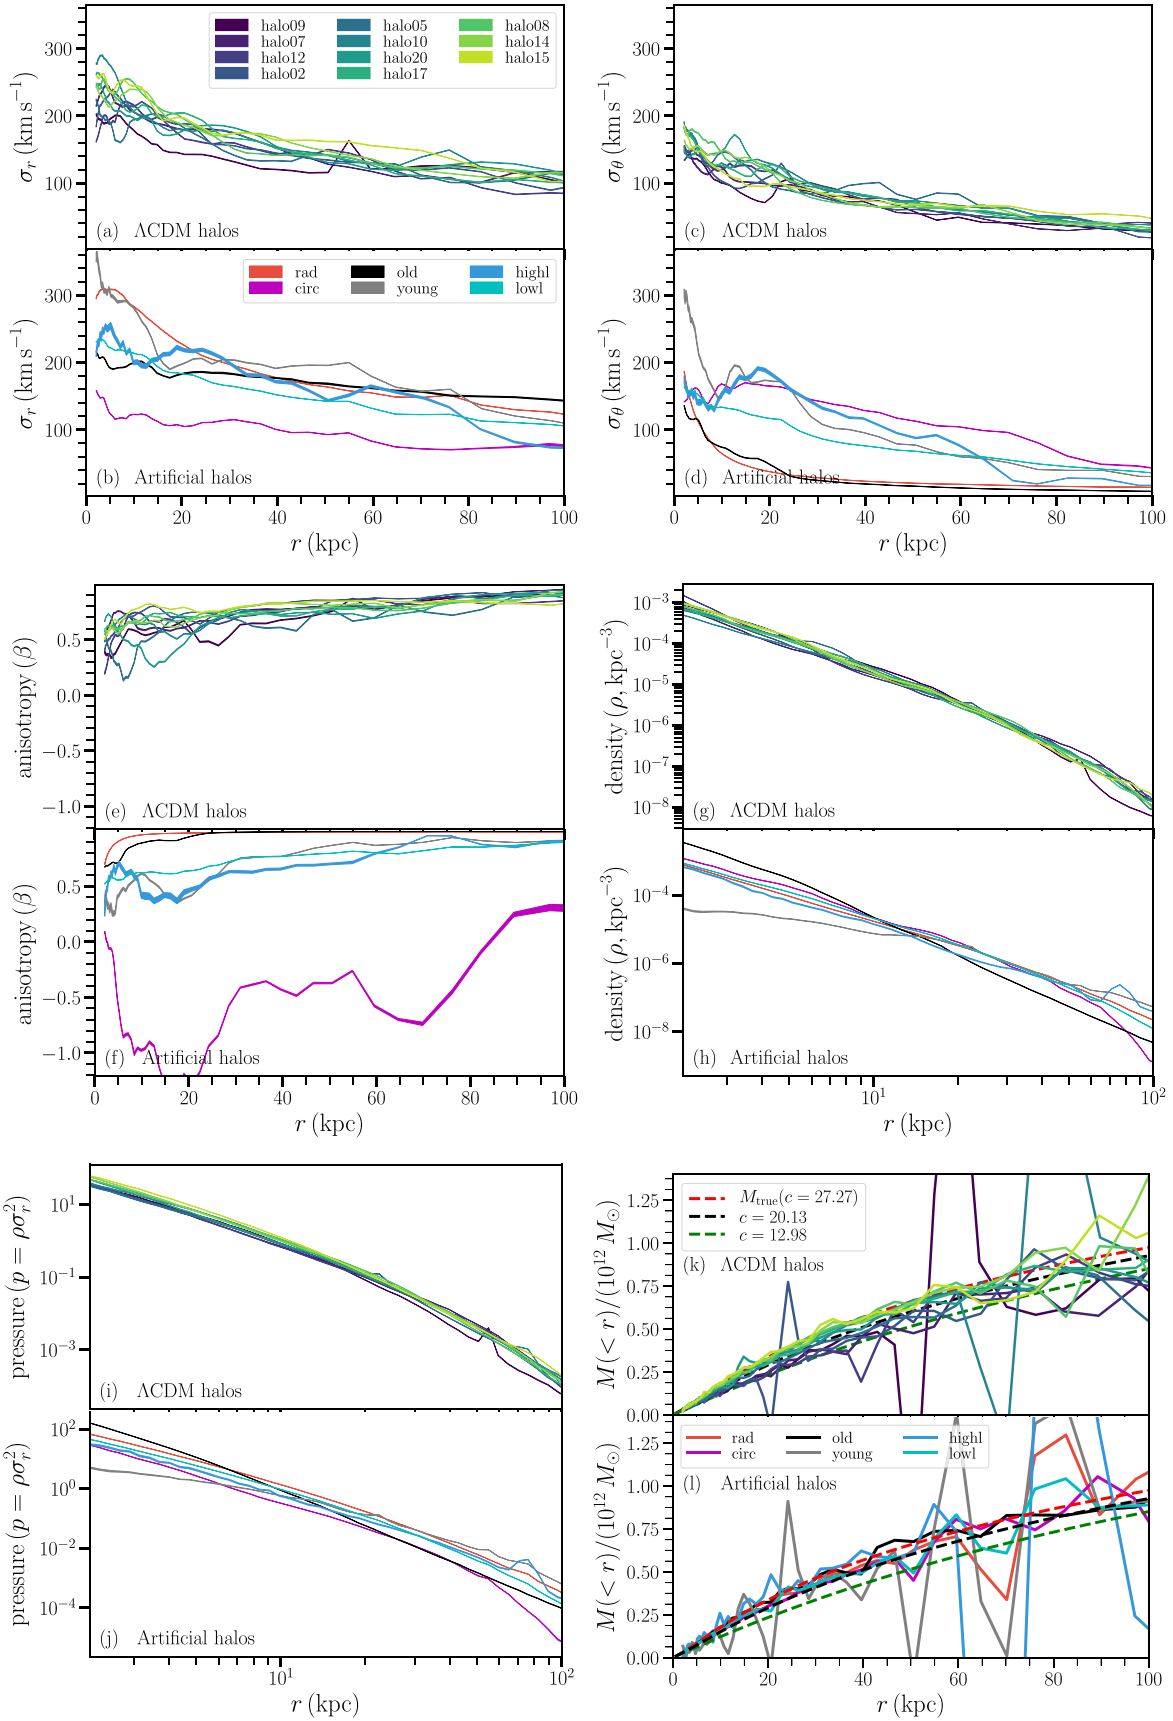 halo09 halo05 halo08
halo07 halo10 halo14
halo12 halo20 halo15
halo02 halo17
300
200
100
σ_r (km s⁻¹)
(a) ΛCDM halos
rad old highl
circ young lowl
300
200
100
σ_r (km s⁻¹)
(b) Artificial halos
0 20 40 60 80 100
r (kpc)
300
200
100
σ_θ (km s⁻¹)
(c) ΛCDM halos
300
200
100
σ_θ (km s⁻¹)
(d) Artificial halos
0 20 40 60 80 100
r (kpc)
0.5
0.0
−0.5
−1.0
anisotropy (β
(e) ΛCDM halos
0.5
0.0
−0.5
−1.0
anisotropy (β
(f) Artificial halos
0 20 40 60 80 100
r (kpc)
10⁻³
10⁻⁴
10⁻⁵
10⁻⁶
10⁻⁷
10⁻⁸
density (ρ, kpc⁻³)
(g) ΛCDM halos
10⁻⁴
10⁻⁶
10⁻⁸
density (ρ, kpc⁻³)
(h) Artificial halos
10¹ 10²
r (kpc)
10¹
10⁻¹
10⁻³
pressure (p = ρσ_r²)
(i) ΛCDM halos
10²
10⁰
10⁻²
10⁻⁴
pressure (p = ρσ_r²)
(j) Artificial halos
10¹ 10²
r (kpc)
M_true(c = 27.27)
c = 20.13
c = 12.98
1.25
1.00
0.75
0.50
0.25
0.00
M(< r)/(10¹² M_⊙)
(k) ΛCDM halos
rad old highl
circ young lowl
1.25
1.00
0.75
0.50
0.25
0.00
M(< r)/(10¹² M_⊙)
(l) Artificial halos
0 20 40 60 80 100
r (kpc)